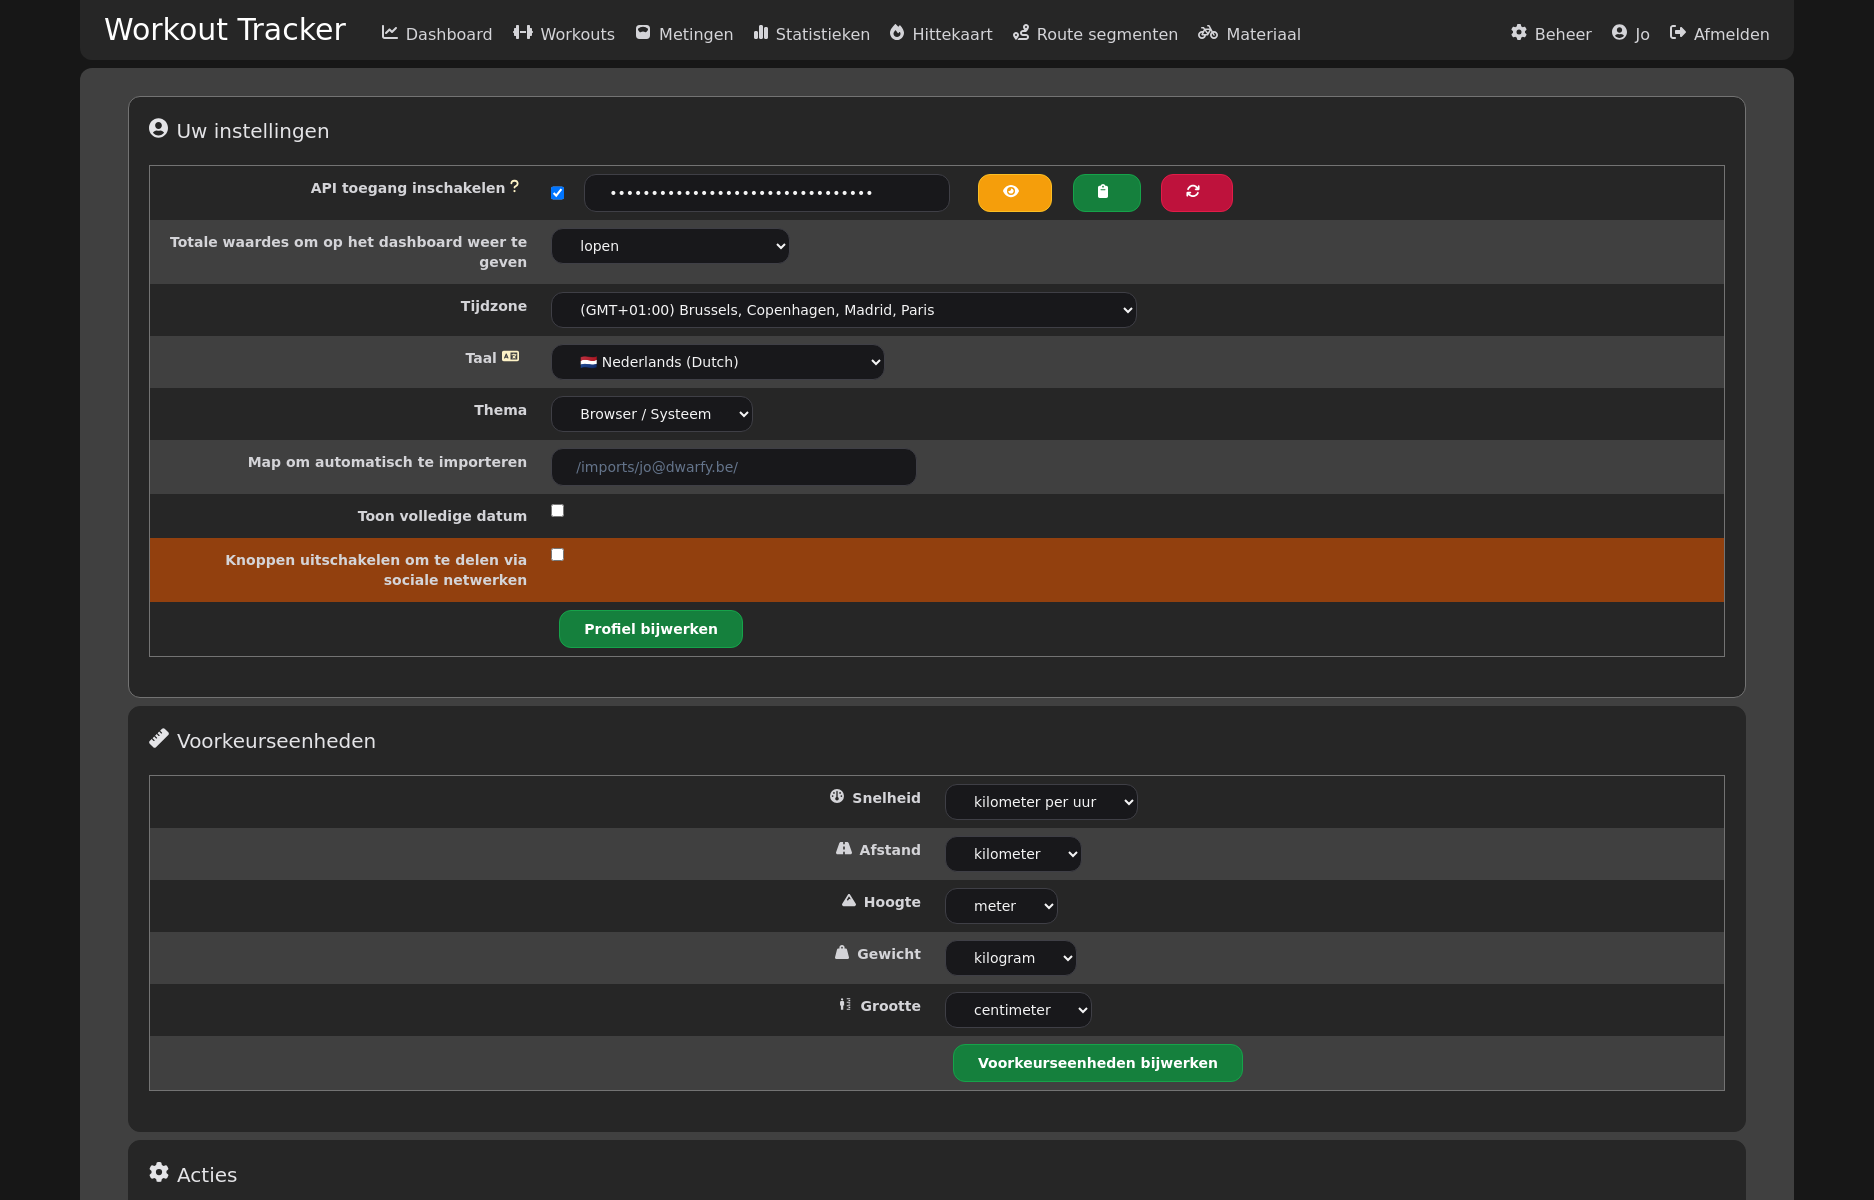 Workout Tracker Dashboard Workouts Metingen Statistieken Hittekaart Route segmenten Materiaal Beheer Jo Afmelden
Uw instellingen
API toegang inschakelen ? ••••••••••••••••••••••••••••••••
Totale waardes om op het dashboard weer te
geven
lopen
Tijdzone (GMT+01:00) Brussels, Copenhagen, Madrid, Paris
Taal 🇳🇱 Nederlands (Dutch)
Thema Browser / Systeem
Map om automatisch te importeren /imports/jo@dwarfy.be/
Toon volledige datum
Knoppen uitschakelen om te delen via
sociale netwerken
Profiel bijwerken
Voorkeurseenheden
Snelheid kilometer per uur
Afstand kilometer
Hoogte meter
Gewicht kilogram
Grootte centimeter
Voorkeurseenheden bijwerken
Acties